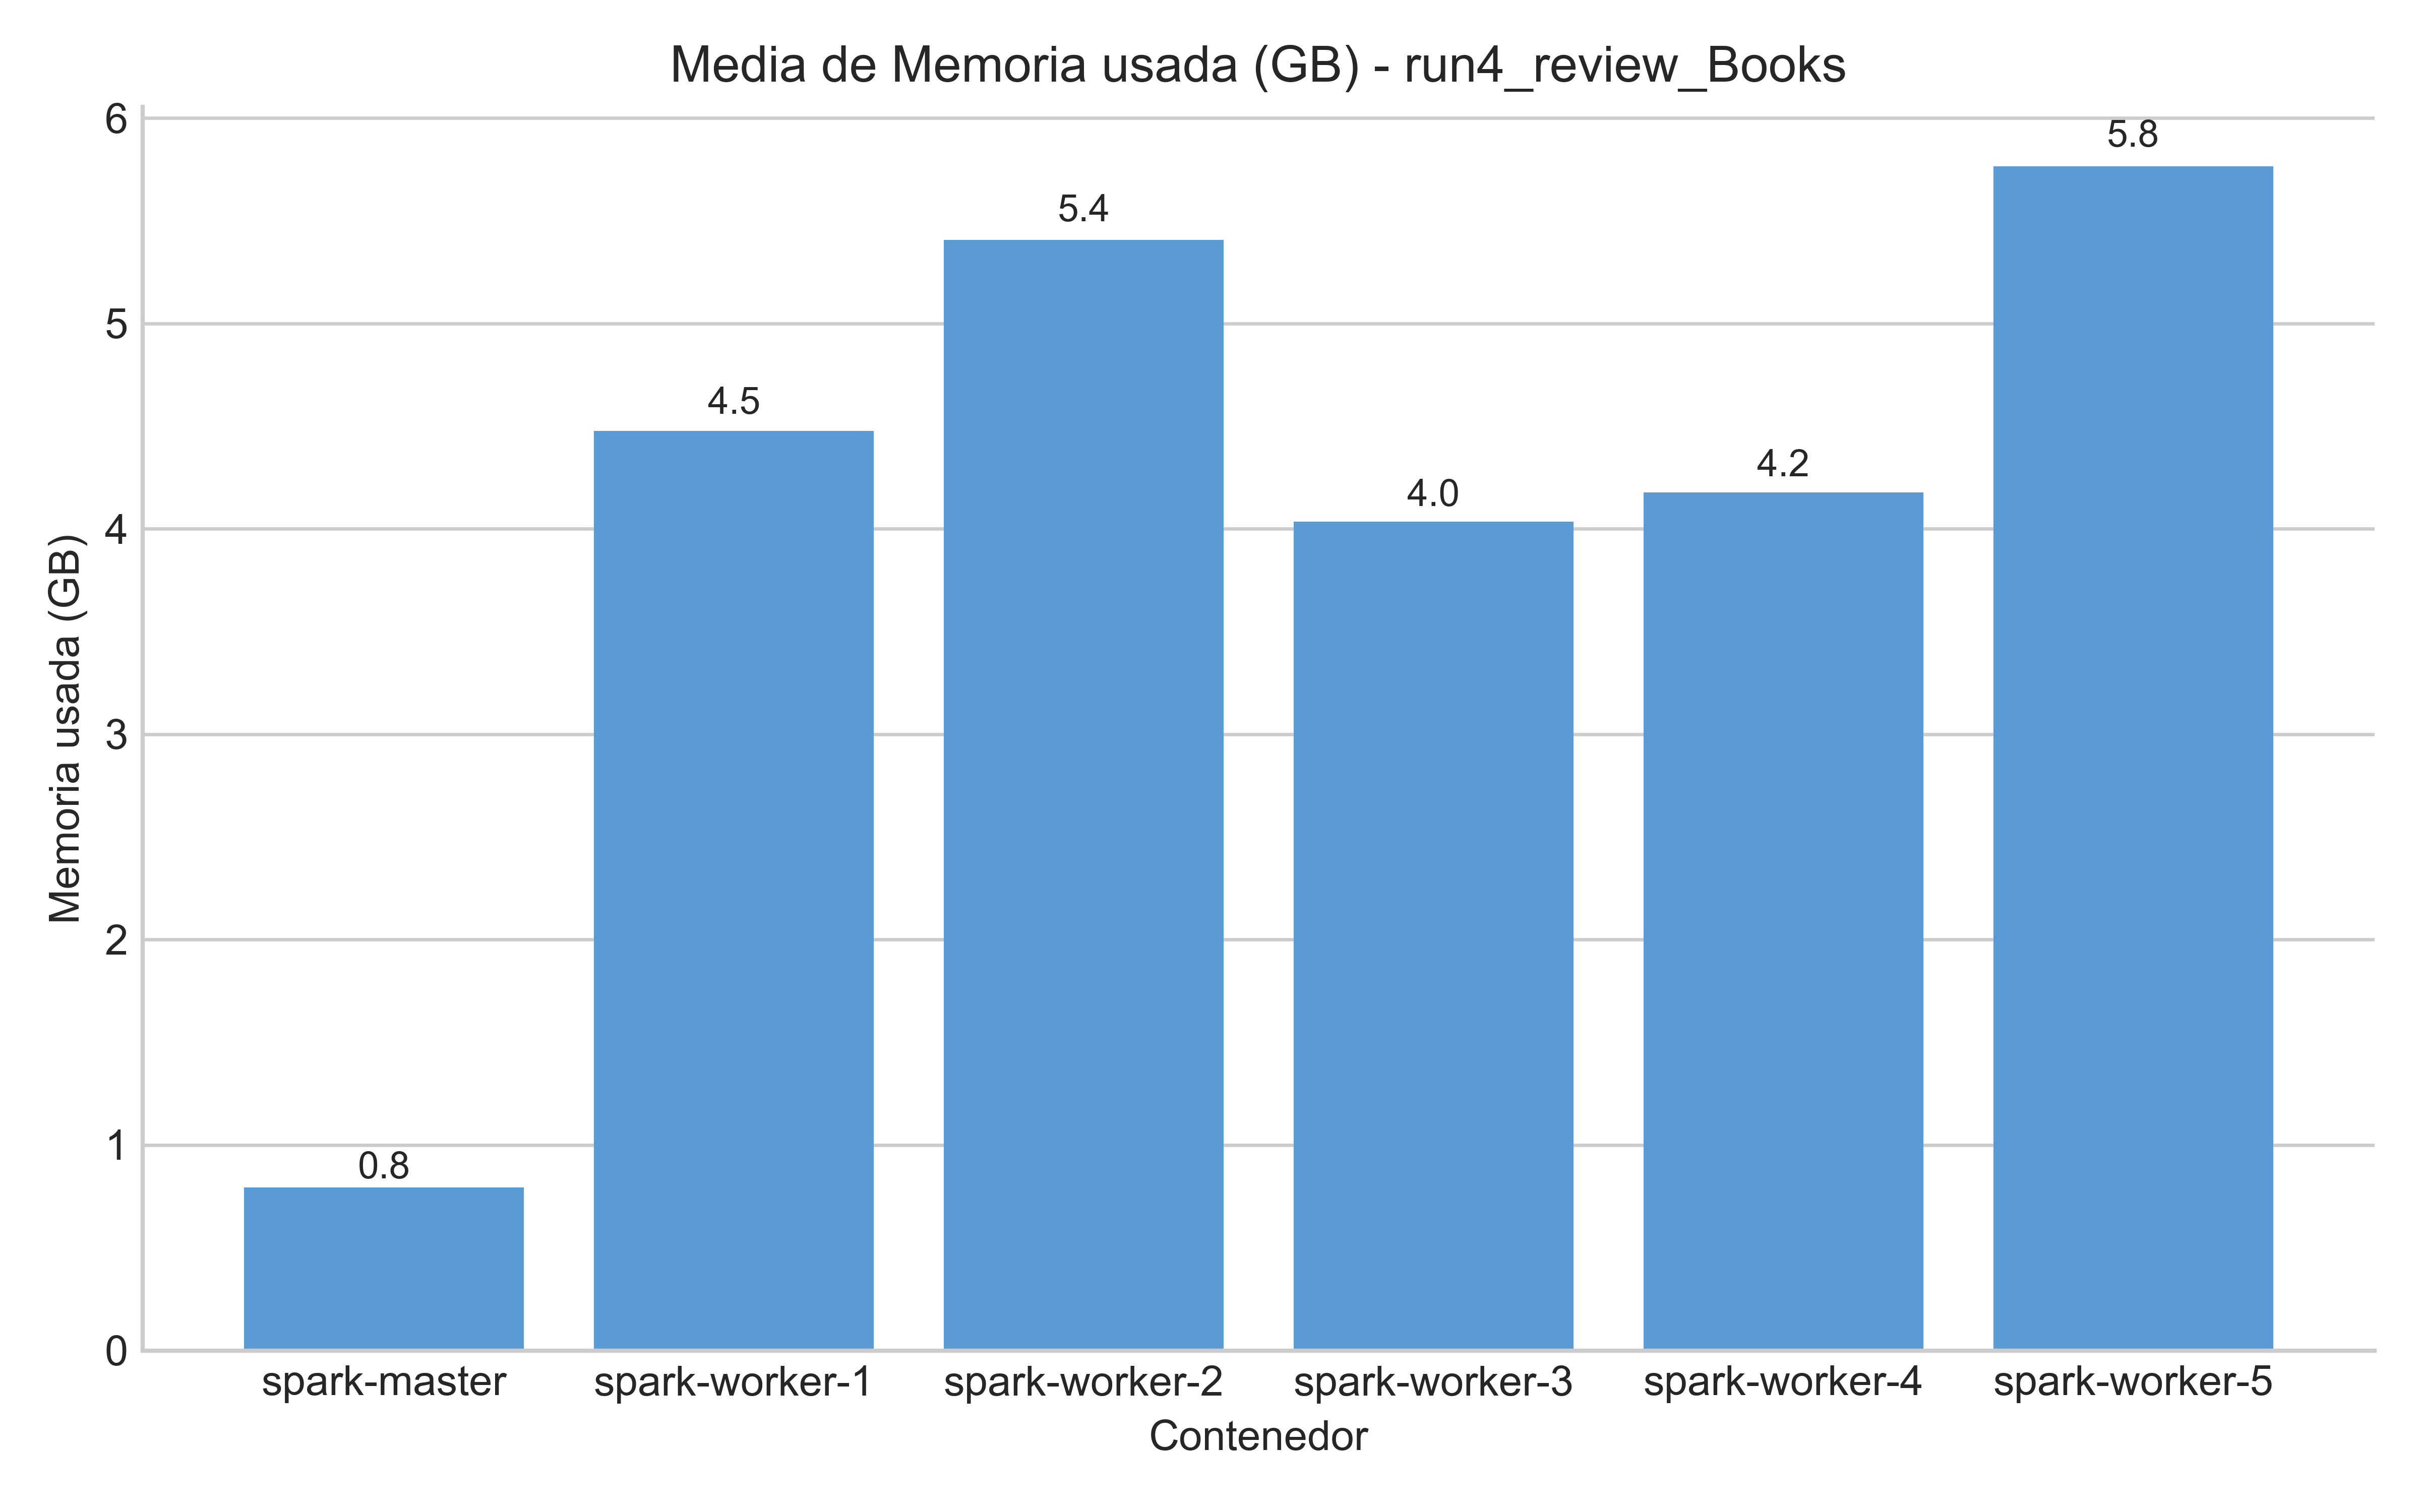 Media de Memoria usada (GB) - run4_review_Books
Memoria usada (GB)
6
5
4
3
2
1
0
0.8
4.5
5.4
4.0
4.2
5.8
spark-master
spark-worker-1
spark-worker-2
spark-worker-3
spark-worker-4
spark-worker-5
Contenedor